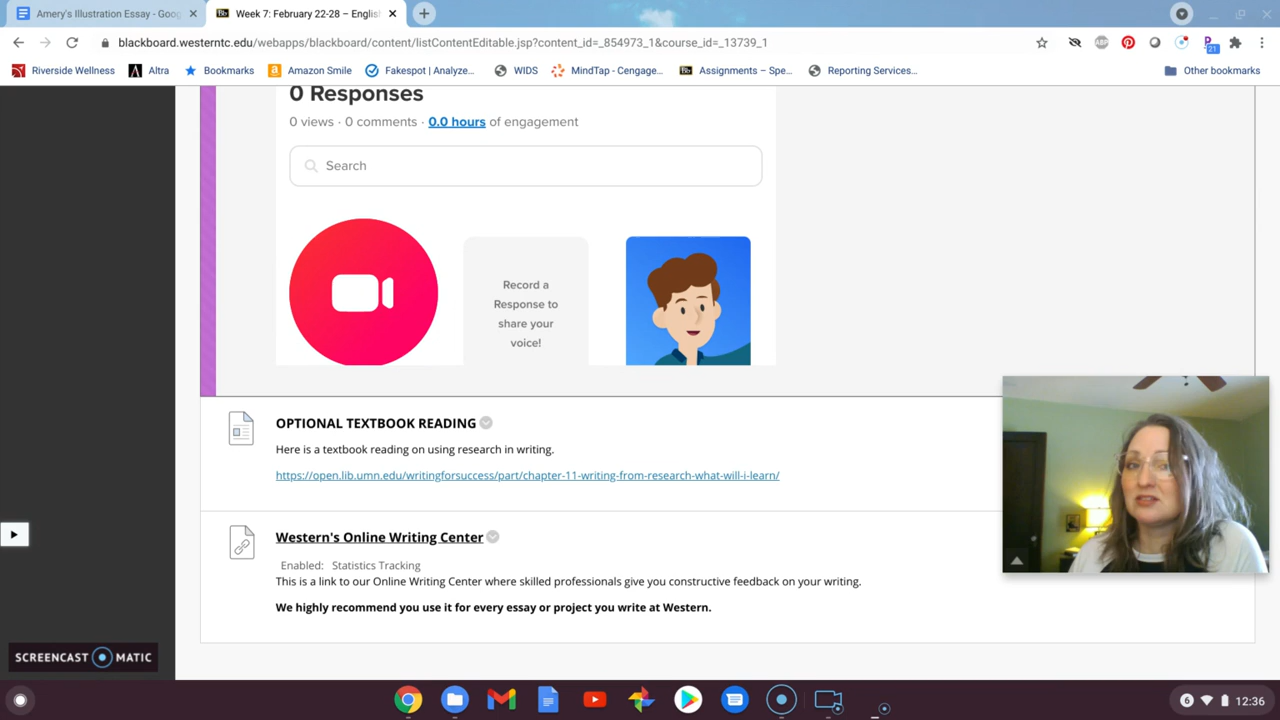 Amery's Illustration Essay - Goog
Week 7: February 22-28 – Englis
blackboard.westerntc.edu/webapps/blackboard/content/listContentEditable.jsp?content_id=_854973_1&course_id=_13739_1
ABP
21
Riverside Wellness
Altra
Bookmarks
Amazon Smile
Fakespot | Analyze...
WIDS
MindTap - Cengage...
Bb
Assignments – Spe...
Reporting Services...
Other bookmarks
0 Responses
0 views · 0 comments · 0.0 hours of engagement
Search
Record a
Response to
share your
voice!
OPTIONAL TEXTBOOK READING
Here is a textbook reading on using research in writing.
https://open.lib.umn.edu/writingforsuccess/part/chapter-11-writing-from-research-what-will-i-learn/
Western's Online Writing Center
Enabled: Statistics Tracking
This is a link to our Online Writing Center where skilled professionals give you constructive feedback on your writing.
We highly recommend you use it for every essay or project you write at Western.
SCREENCAST MATIC
6
12:36